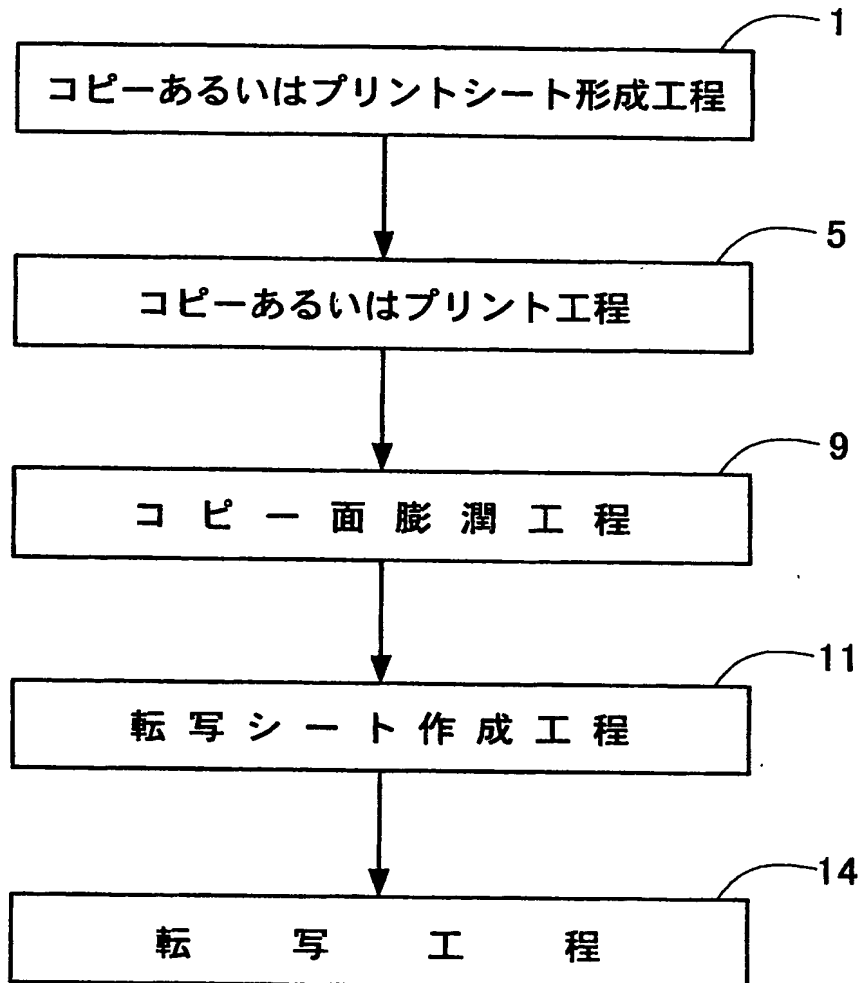 1
コピーあるいはプリントシート形成工程
5
コピーあるいはプリント工程
9
コピー面膨潤工程
11
転写シート作成工程
14
転写工程